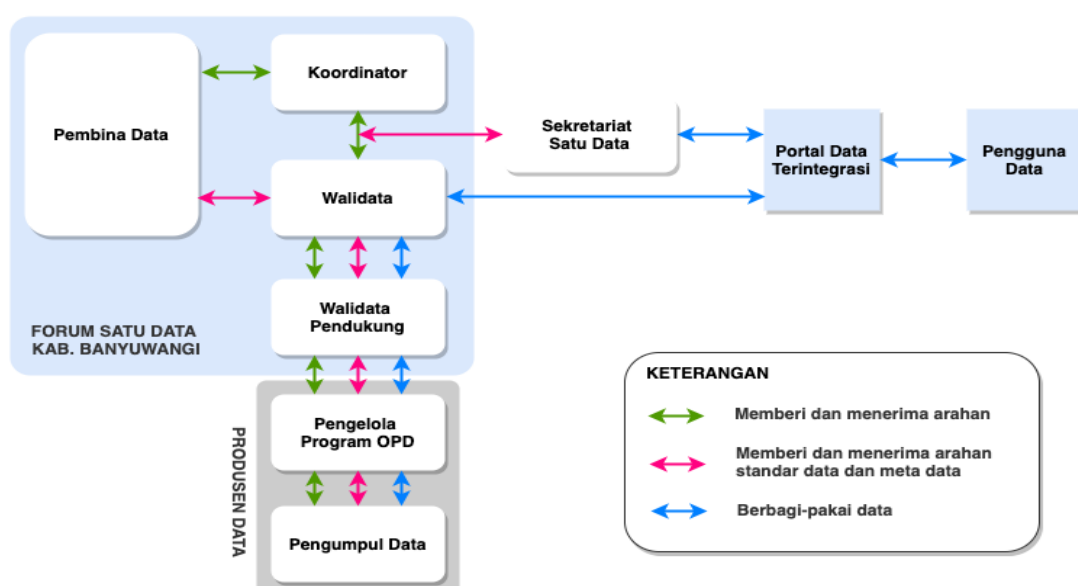 Pembina Data
Koordinator
Sekretariat
Satu Data
Portal Data
Terintegrasi
Pengguna
Data
Walidata
Walidata
Pendukung
FORUM SATU DATA
KAB. BANYUWANGI
PRODUSEN DATA
Pengelola
Program OPD
Pengumpul Data
KETERANGAN
Memberi dan menerima arahan
Memberi dan menerima arahan
standar data dan meta data
Berbagi-pakai data